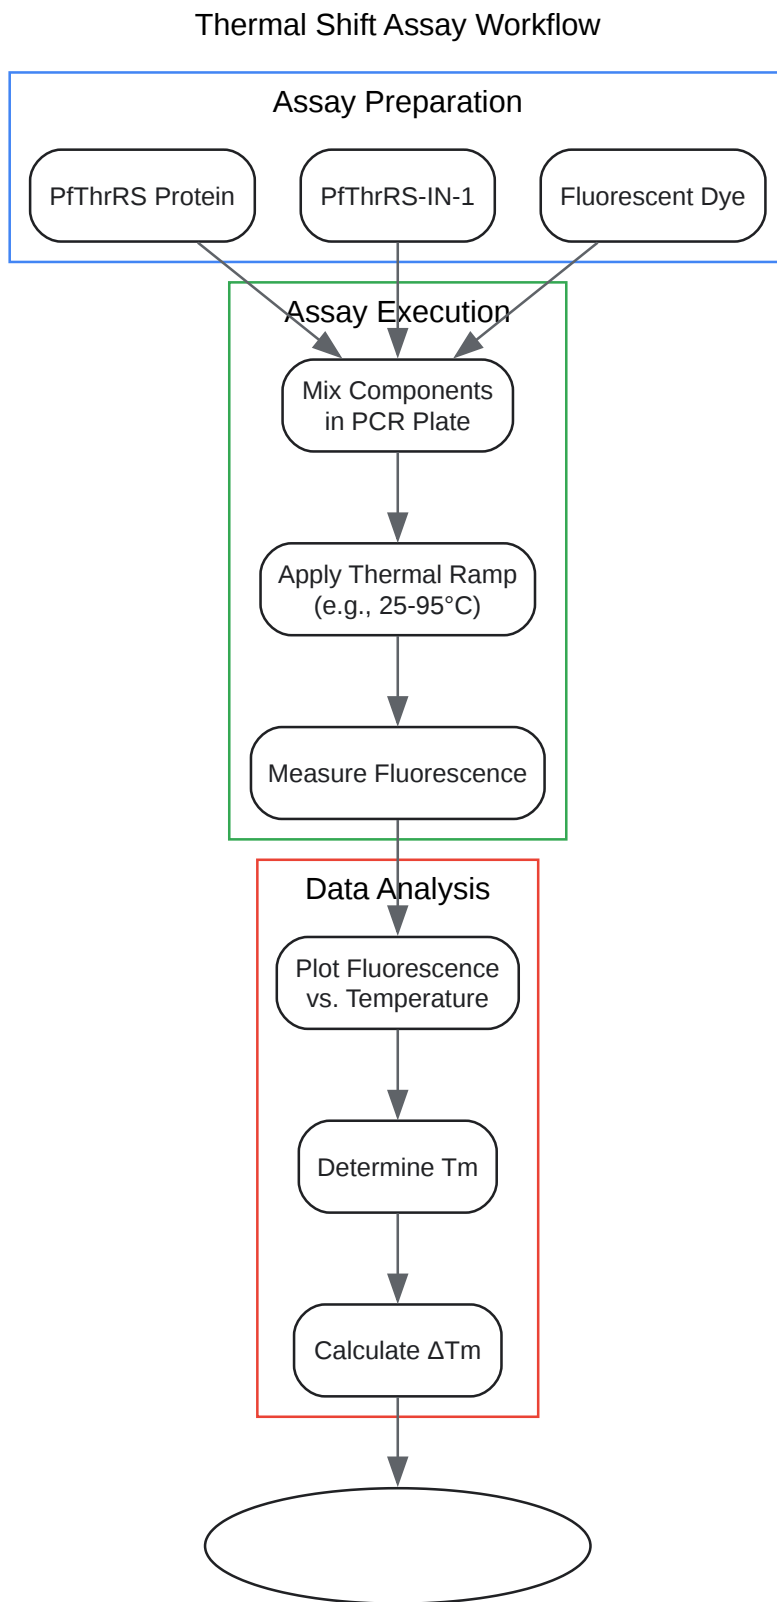 Thermal Shift Assay Workflow
Assay Preparation
PfThrRS Protein
PfThrRS-IN-1
Fluorescent Dye
Assay Execution
Mix Components
in PCR Plate
Apply Thermal Ramp
(e.g., 25-95°C)
Measure Fluorescence
Data Analysis
Plot Fluorescence
vs. Temperature
Determine Tm
Calculate ΔTm